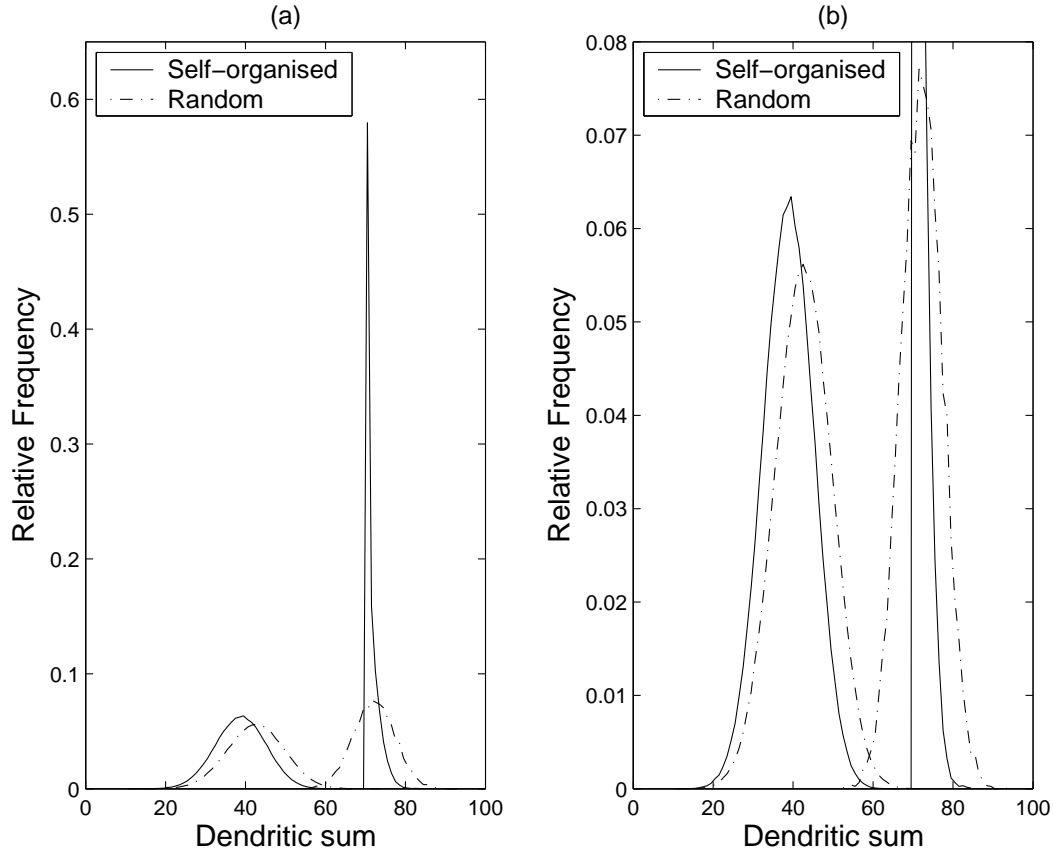 (a)
Self−organised
Random
Relative Frequency
0.6
0.5
0.4
0.3
0.2
0.1
0
0 20 40 60 80 100
Dendritic sum
(b)
Self−organised
Random
Relative Frequency
0.08
0.07
0.06
0.05
0.04
0.03
0.02
0.01
0
0 20 40 60 80 100
Dendritic sum